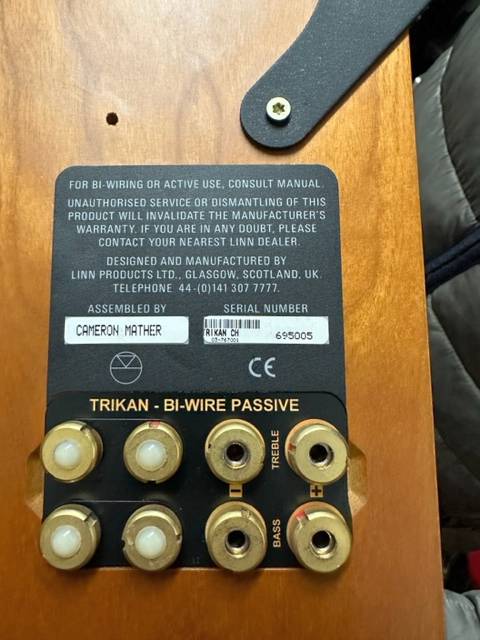 FOR BI-WIRING OR ACTIVE USE, CONSULT MANUAL.
UNAUTHORISED SERVICE OR DISMANTLING OF THIS
PRODUCT WILL INVALIDATE THE MANUFACTURER'S
WARRANTY. IF YOU ARE IN ANY DOUBT, PLEASE
CONTACT YOUR NEAREST LINN DEALER.
DESIGNED AND MANUFACTURED BY
LINN PRODUCTS LTD., GLASGOW, SCOTLAND, UK.
TELEPHONE 44-(0)141 307 7777.
ASSEMBLED BY
CAMERON MATHER
SERIAL NUMBER
TRIKAN CH
695005
CE
TRIKAN - BI-WIRE PASSIVE
TREBLE
- +
BASS